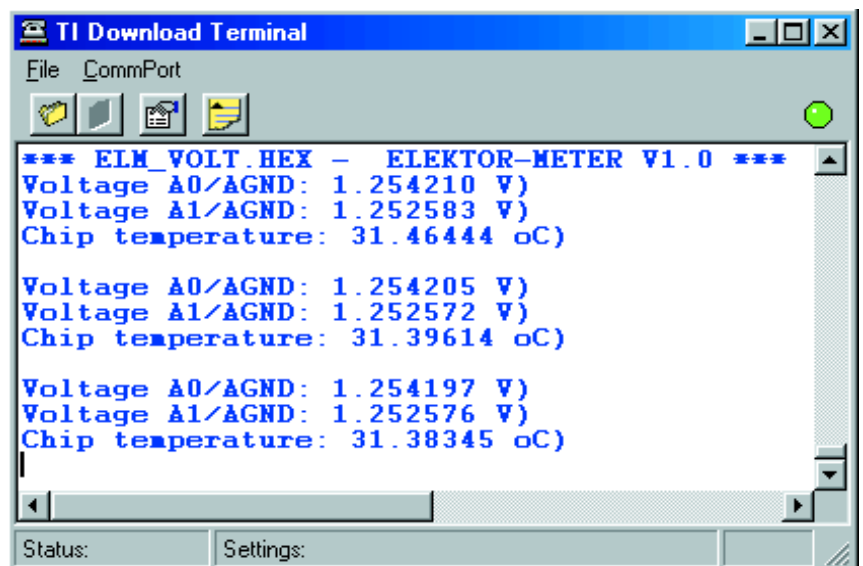 TI Download Terminal
File CommPort
*** ELM_VOLT.HEX - ELEKTOR-METER V1.0 ***
Voltage A0/AGND: 1.254210 V)
Voltage A1/AGND: 1.252583 V)
Chip temperature: 31.46444 oC)
Voltage A0/AGND: 1.254205 V)
Voltage A1/AGND: 1.252572 V)
Chip temperature: 31.39614 oC)
Voltage A0/AGND: 1.254197 V)
Voltage A1/AGND: 1.252576 V)
Chip temperature: 31.38345 oC)
Status: Settings: